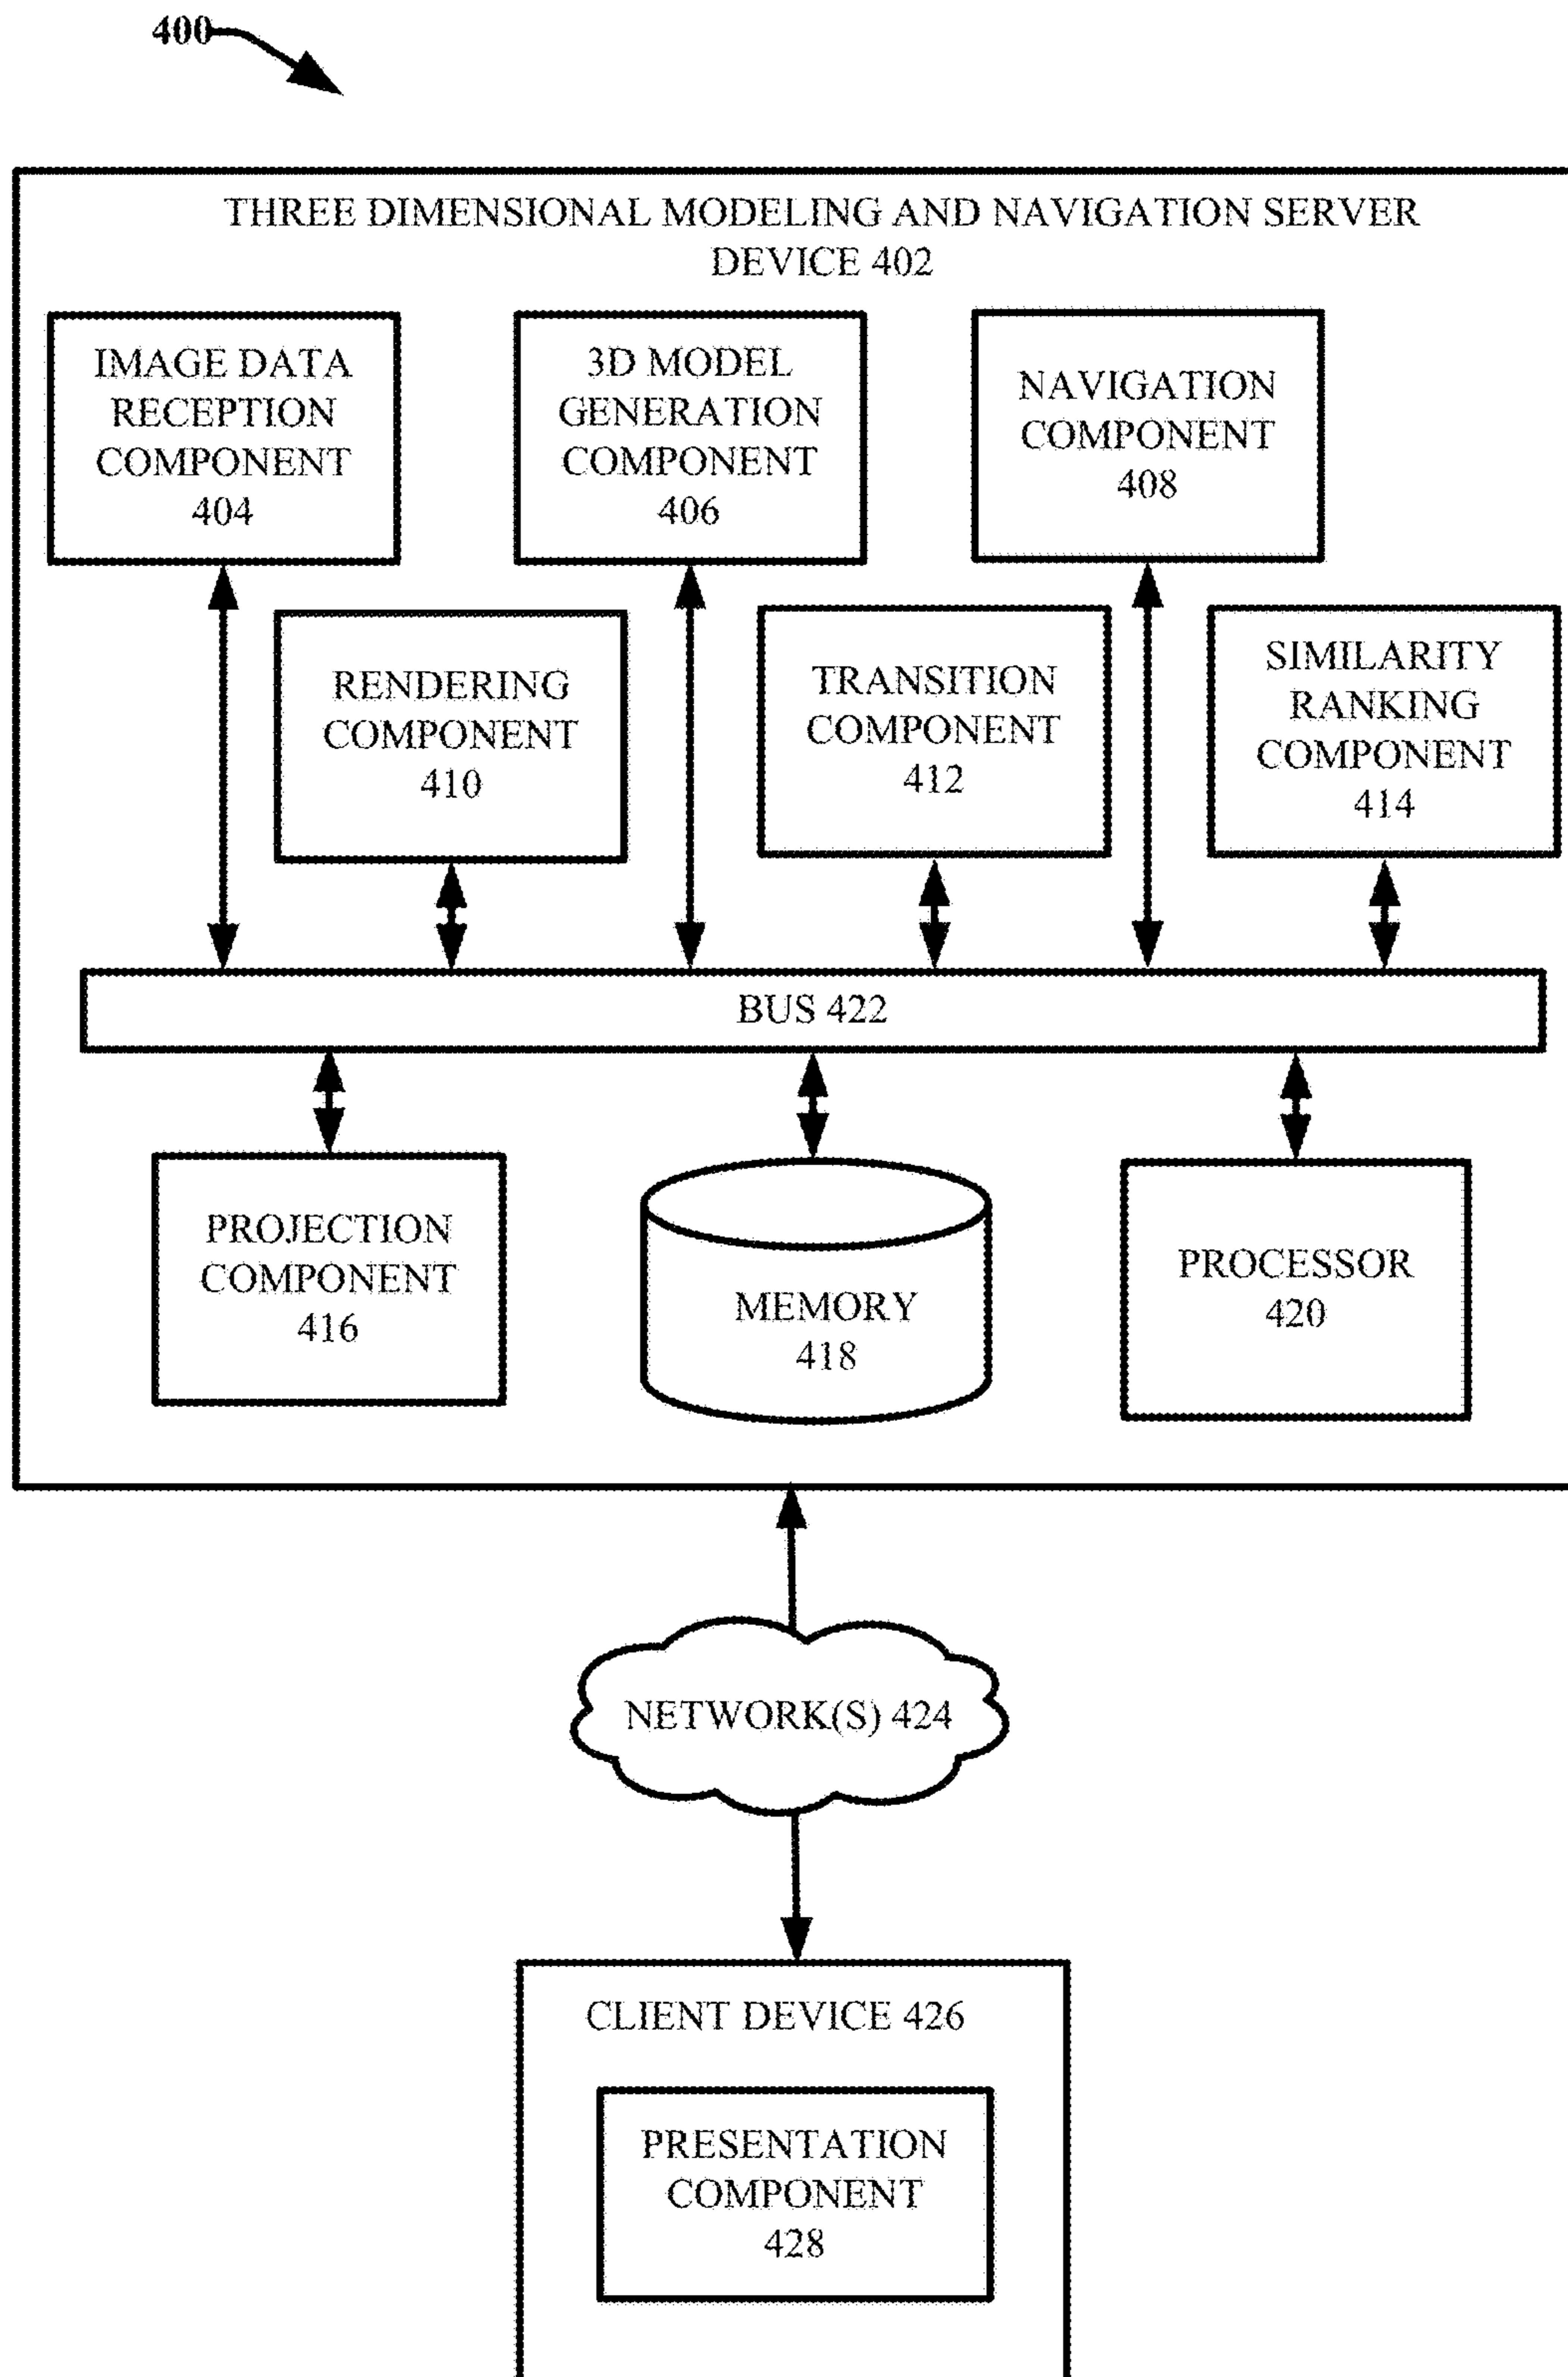 400
THREE DIMENSIONAL MODELING AND NAVIGATION SERVER
DEVICE 402
IMAGE DATA
RECEPTION
COMPONENT
404
3D MODEL
GENERATION
COMPONENT
406
NAVIGATION
COMPONENT
408
RENDERING
COMPONENT
410
TRANSITION
COMPONENT
412
SIMILARITY
RANKING
COMPONENT
414
BUS 422
PROJECTION
COMPONENT
416
MEMORY
418
PROCESSOR
420
NETWORK(S) 424
CLIENT DEVICE 426
PRESENTATION
COMPONENT
428